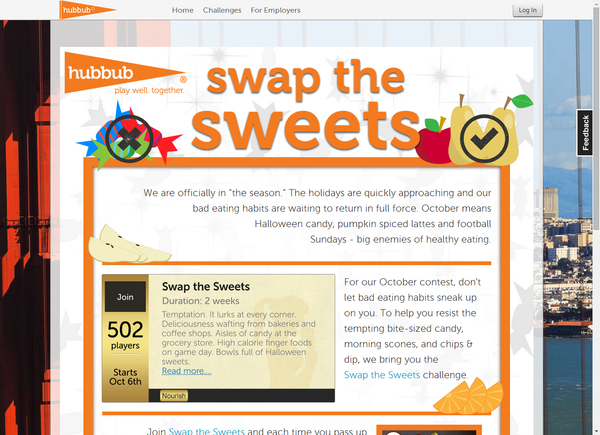 hubbub®
Home
Challenges
For Employers
Log In
hubbub®
play well. together.
swap the
sweets
Feedback
We are officially in "the season." The holidays are quickly approaching and our
bad eating habits are waiting to return in full force. October means
Halloween candy, pumpkin spiced lattes and football
Sundays - big enemies of healthy eating.
Join
502
players
Starts
Oct 6th
Swap the Sweets
Duration: 2 weeks
Temptation. It lurks at every corner.
Deliciousness wafting from bakeries and
coffee shops. Aisles of candy at the
grocery store. High calorie finger foods
on game day. Bowls full of Halloween
sweets.
Read more....
Nourish
For our October contest, don't
let bad eating habits sneak up
on you. To help you resist the
tempting bite-sized candy,
morning scones, and chips &
dip, we bring you the
Swap the Sweets challenge.
Join Swap the Sweets and each time you pass up